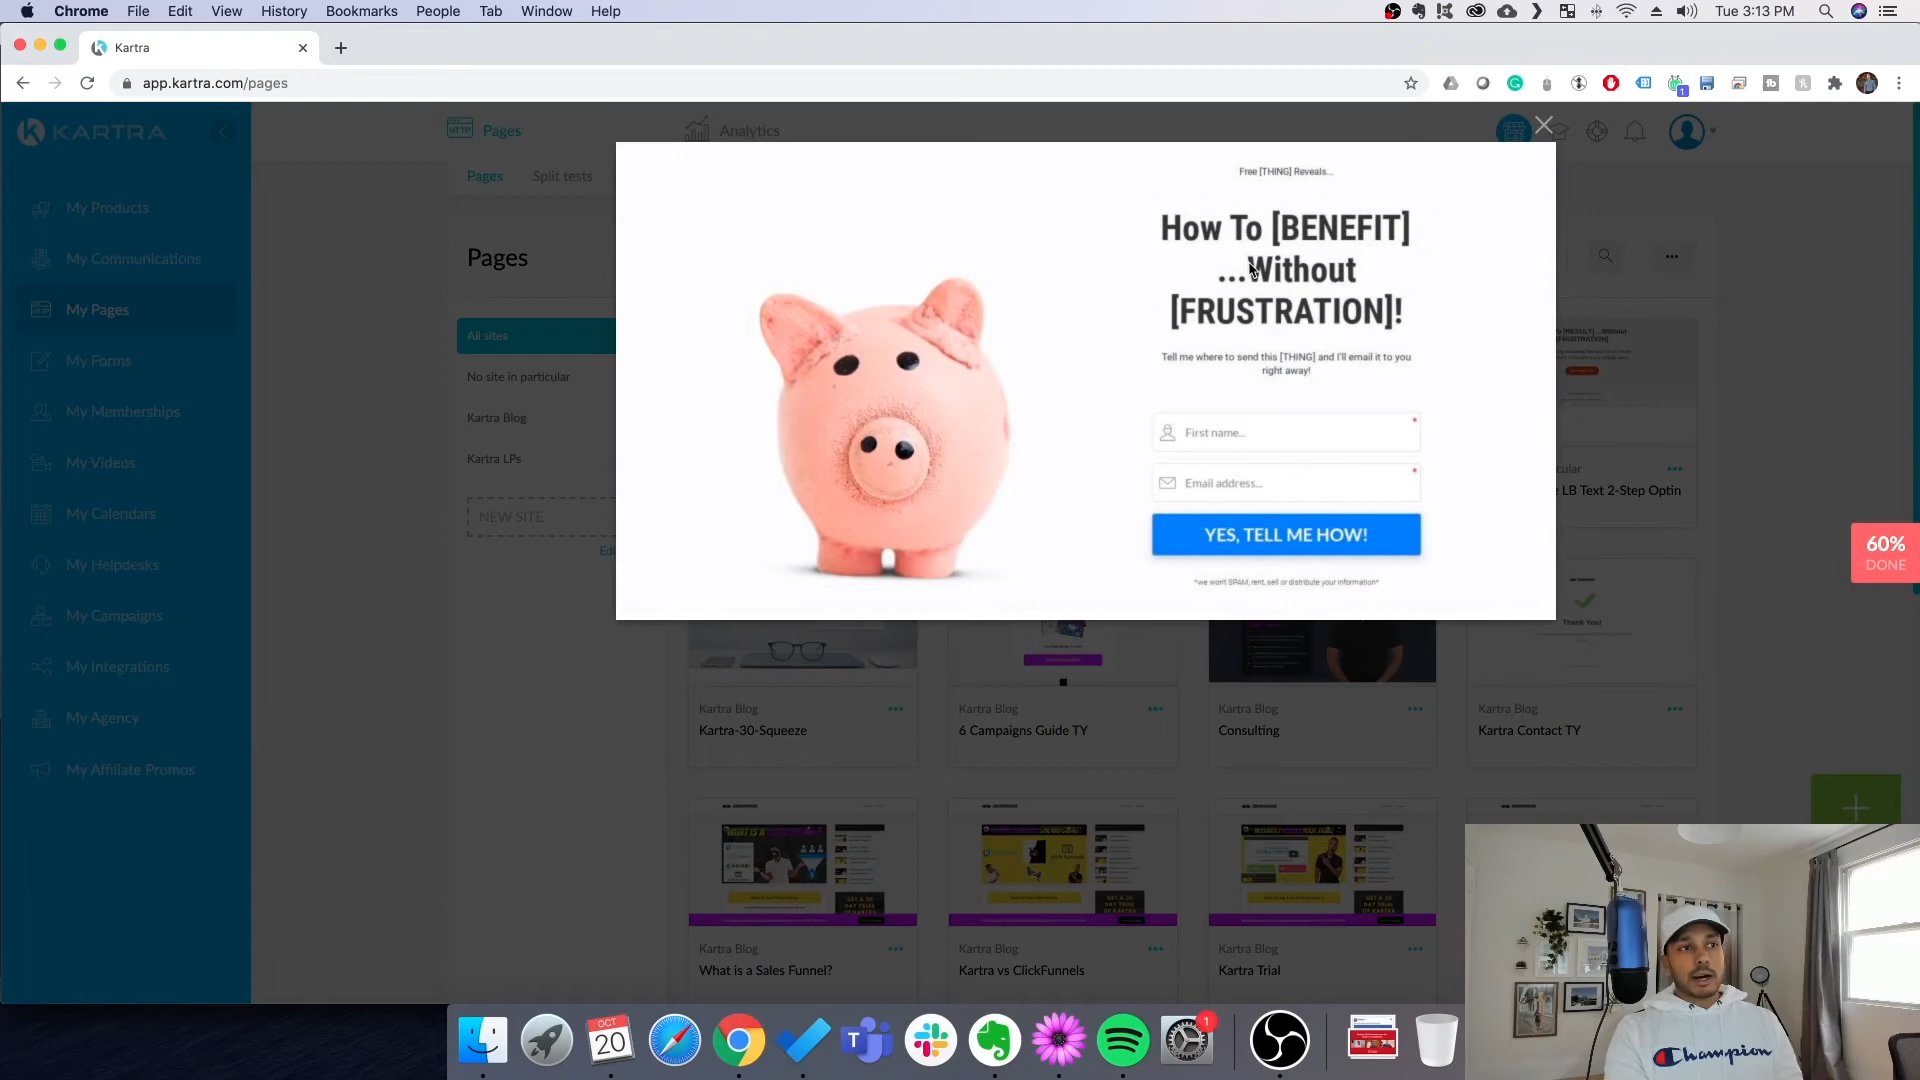 Chrome File Edit View History Bookmarks People Tab Window Help
Tue 3:13 PM
Kartra
app.kartra.com/pages
KARTRA
Pages
Analytics
Pages
Split tests
My Products
My Communications
My Pages
My Forms
My Memberships
My Videos
My Calendars
My Helpdesks
My Campaigns
My Integrations
My Agency
My Affiliate Promos
Pages
All sites
No site in particular
Kartra Blog
Kartra LPs
NEW SITE
Free [THING] Reveals...
How To [BENEFIT]
...Without
[FRUSTRATION]!
Tell me where to send this [THING] and I'll email it to you
right away!
First name...
Email address...
YES, TELL ME HOW!
*we won't SPAM, rent, sell or distribute your information*
LB Text 2-Step Optin
60%
DONE
Thank You!
Kartra Blog
Kartra-30-Squeeze
Kartra Blog
6 Campaigns Guide TY
Kartra Blog
Consulting
Kartra Blog
Kartra Contact TY
Kartra Blog
What is a Sales Funnel?
Kartra Blog
Kartra vs ClickFunnels
Kartra Blog
Kartra Trial
OCT
20
1
Champion